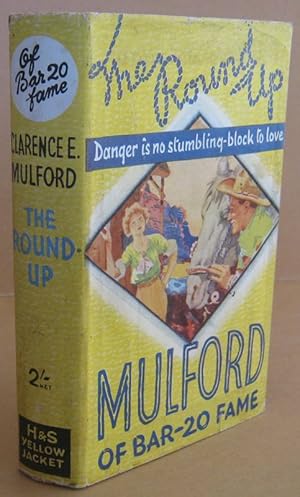 Of
Bar 20
fame
CLARENCE E.
MULFORD
THE
ROUND-
UP
2/-
NET
H&S
YELLOW
JACKET
The
Round
Up
Danger is no stumbling-block to love
MULFORD
OF BAR-20 FAME